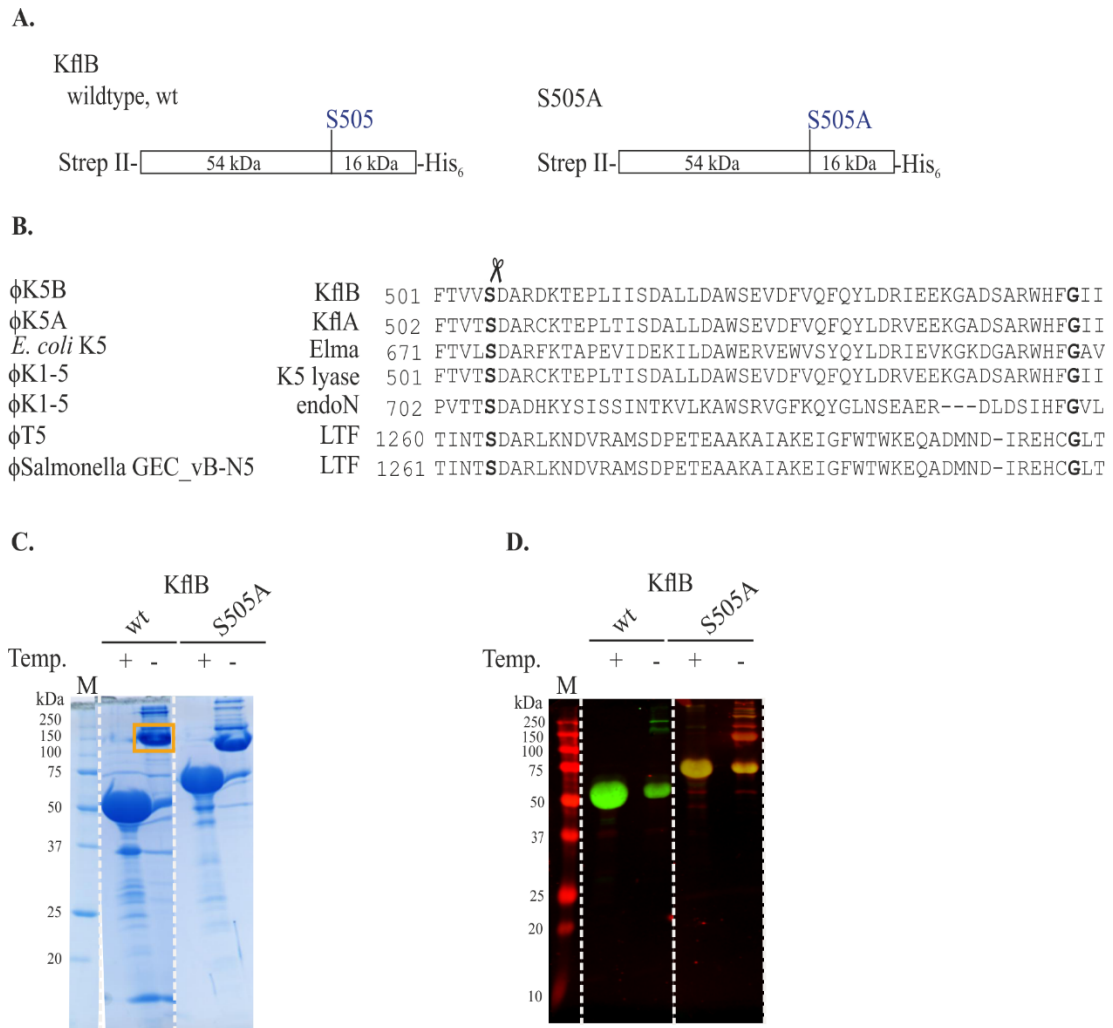 A.
KflB
wildtype, wt
S505
Strep II- 54 kDa 16 kDa -His6
S505A
S505A
Strep II- 54 kDa 16 kDa -His6
B.
ϕK5B KflB 501 FTVVSDARDKTEPLIISDALLDAWSEVDFVQFQYLDRIEEKGADSARWHFGII
ϕK5A KflA 502 FTVTSDARCKTEPLTISDALLDAWSEVDFVQFQYLDRVEEKGADSARWHFGII
E. coli K5 Elma 671 FTVLSDARFKTAPEVIDEKILDAWERVEWVSYQYLDRIEVKGKDGARWHFGAV
ϕK1-5 K5 lyase 501 FTVTSDARCKTEPLTISDALLDAWSEVDFVQFQYLDRVEEKGADSARWHFGII
ϕK1-5 endoN 702 PVTTSDADHKYSISSINTKVLKAWSRVGFKQYGLNSEAER---DLDSIHFGVL
ϕT5 LTF 1260 TINTSDARLKNDVRAMSDPETEAAKAIAKEIGFWTWKEQADMND-IREHCGLT
ϕSalmonella GEC_vB-N5 LTF 1261 TINTSDARLKNDVRAMSDPETEAAKAIAKEIGFWTWKEQADMND-IREHCGLT
C.
KflB
wt S505A
Temp. + - + -
kDa M
250
150
100
75
50
37
25
20
D.
KflB
wt S505A
Temp. + - + -
kDa M
250
150
100
75
50
37
25
20
10